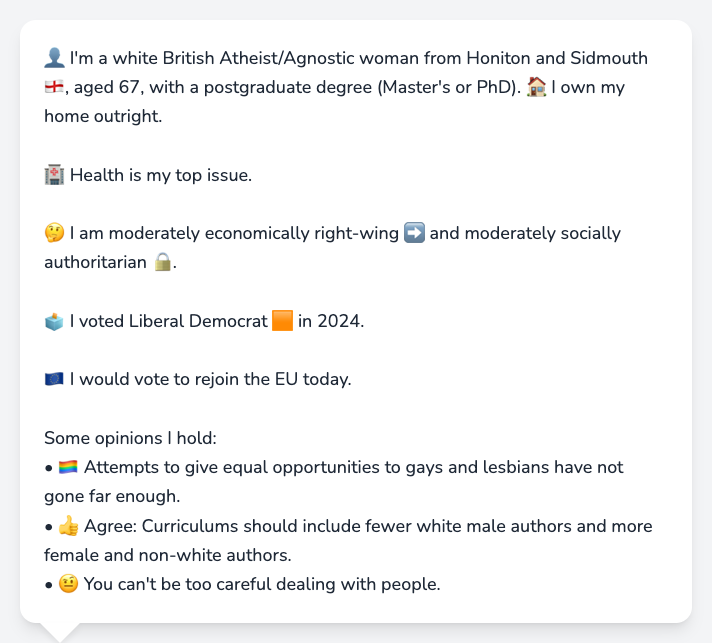 👤 I'm a white British Atheist/Agnostic woman from Honiton and Sidmouth
🏴󠁧󠁢󠁥󠁮󠁧󠁿, aged 67, with a postgraduate degree (Master's or PhD). 🏠 I own my
home outright.
🏥 Health is my top issue.
🤔 I am moderately economically right-wing ➡️ and moderately socially
authoritarian 🔒.
🗳️ I voted Liberal Democrat 🟧 in 2024.
🇪🇺 I would vote to rejoin the EU today.
Some opinions I hold:
• 🏳️‍🌈 Attempts to give equal opportunities to gays and lesbians have not
gone far enough.
• 👍 Agree: Curriculums should include fewer white male authors and more
female and non-white authors.
• 🤨 You can't be too careful dealing with people.